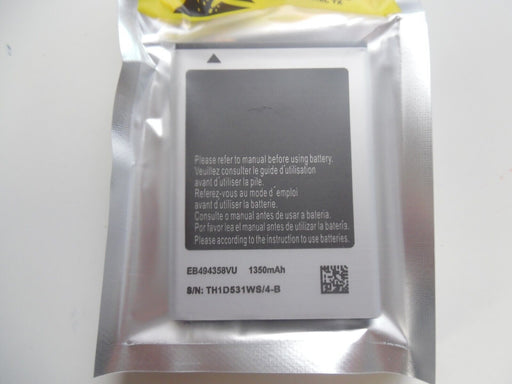 Please refer to manual before using battery.
Veuillez consulter le guide d'utilisation
avant d'utiliser la pile.
Referez-vous au mode d' emploi
avant d'utiliser la batterie.
Consulte o manual antes de usar a bateria.
Por favor lea el manual antes de utilizar la batería.
Please according to the instruction to use batteries.
EB494358VU 1350mAh
S/N: TH1D531WS/4-B